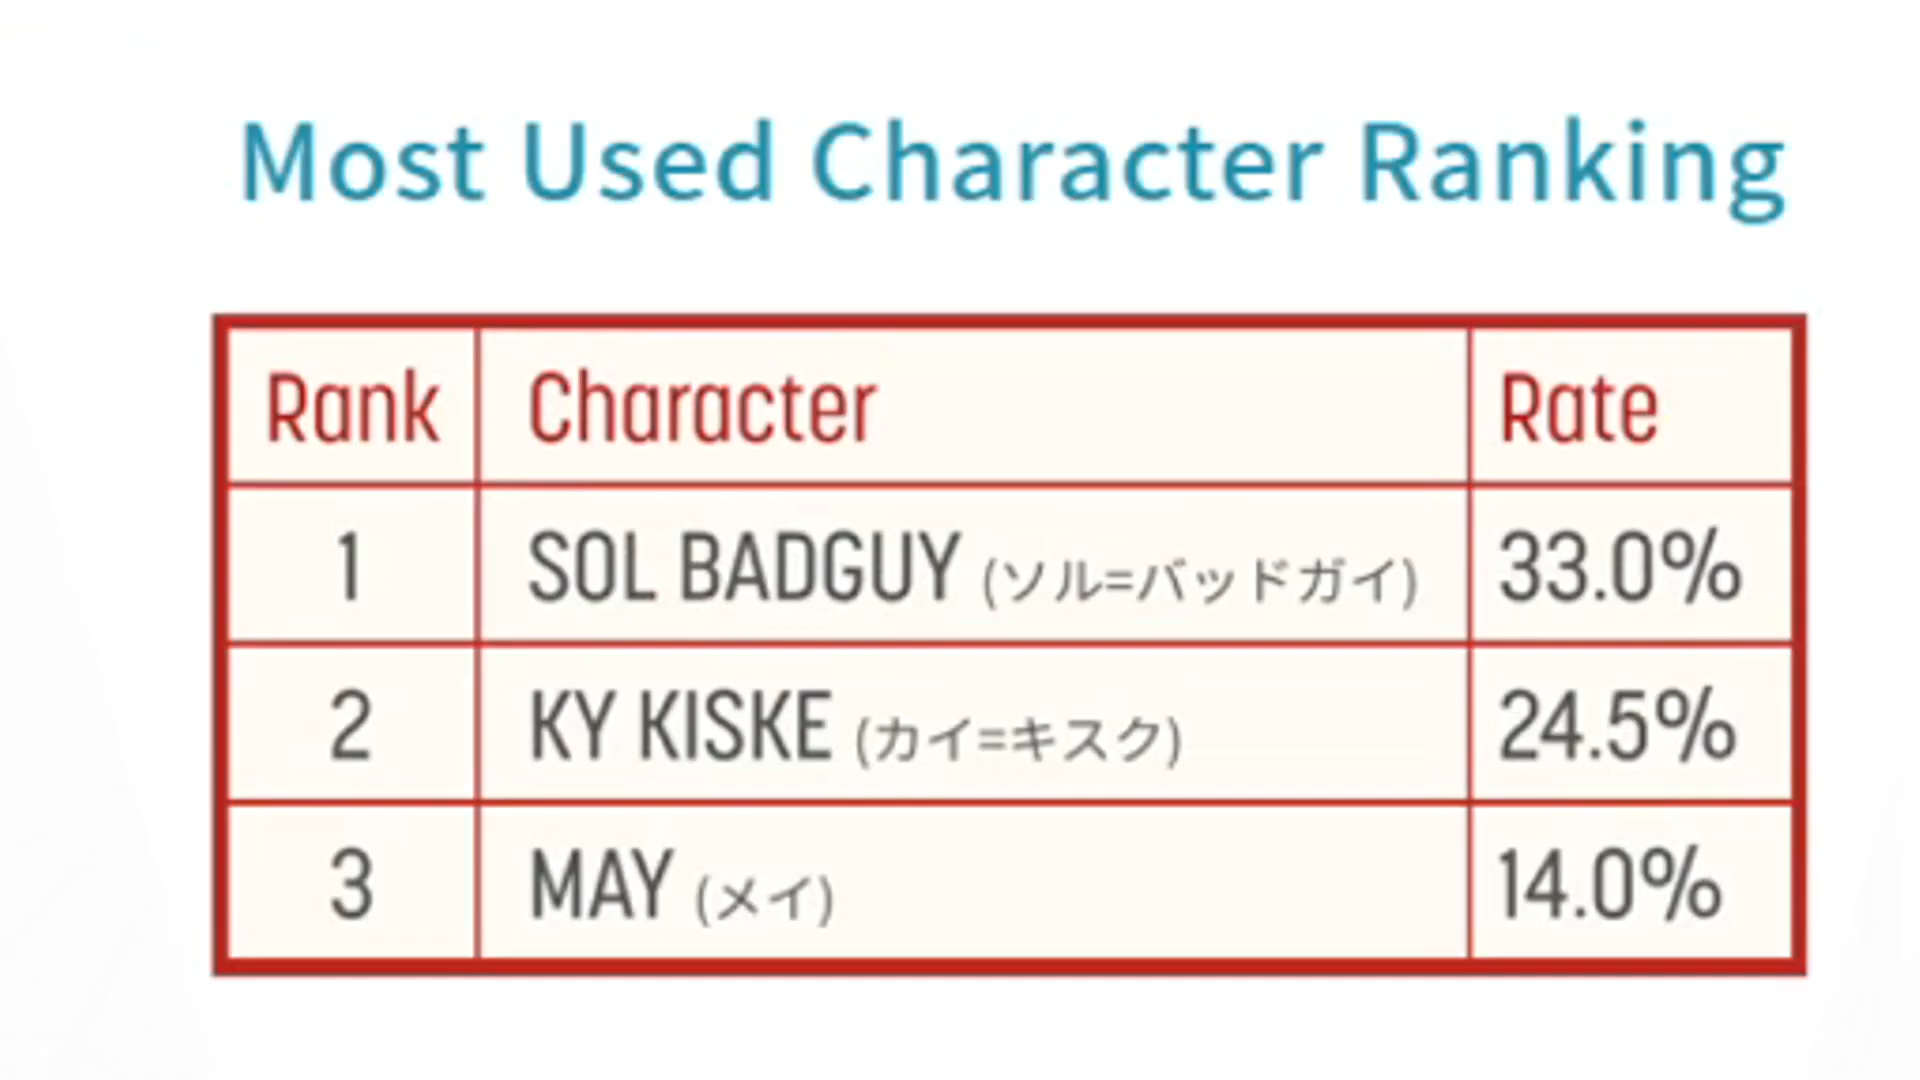 Most Used Character Ranking
Rank Character Rate
1 SOL BADGUY (ソル=バッドガイ) 33.0%
2 KY KISKE (カイ=キスク) 24.5%
3 MAY (メイ) 14.0%